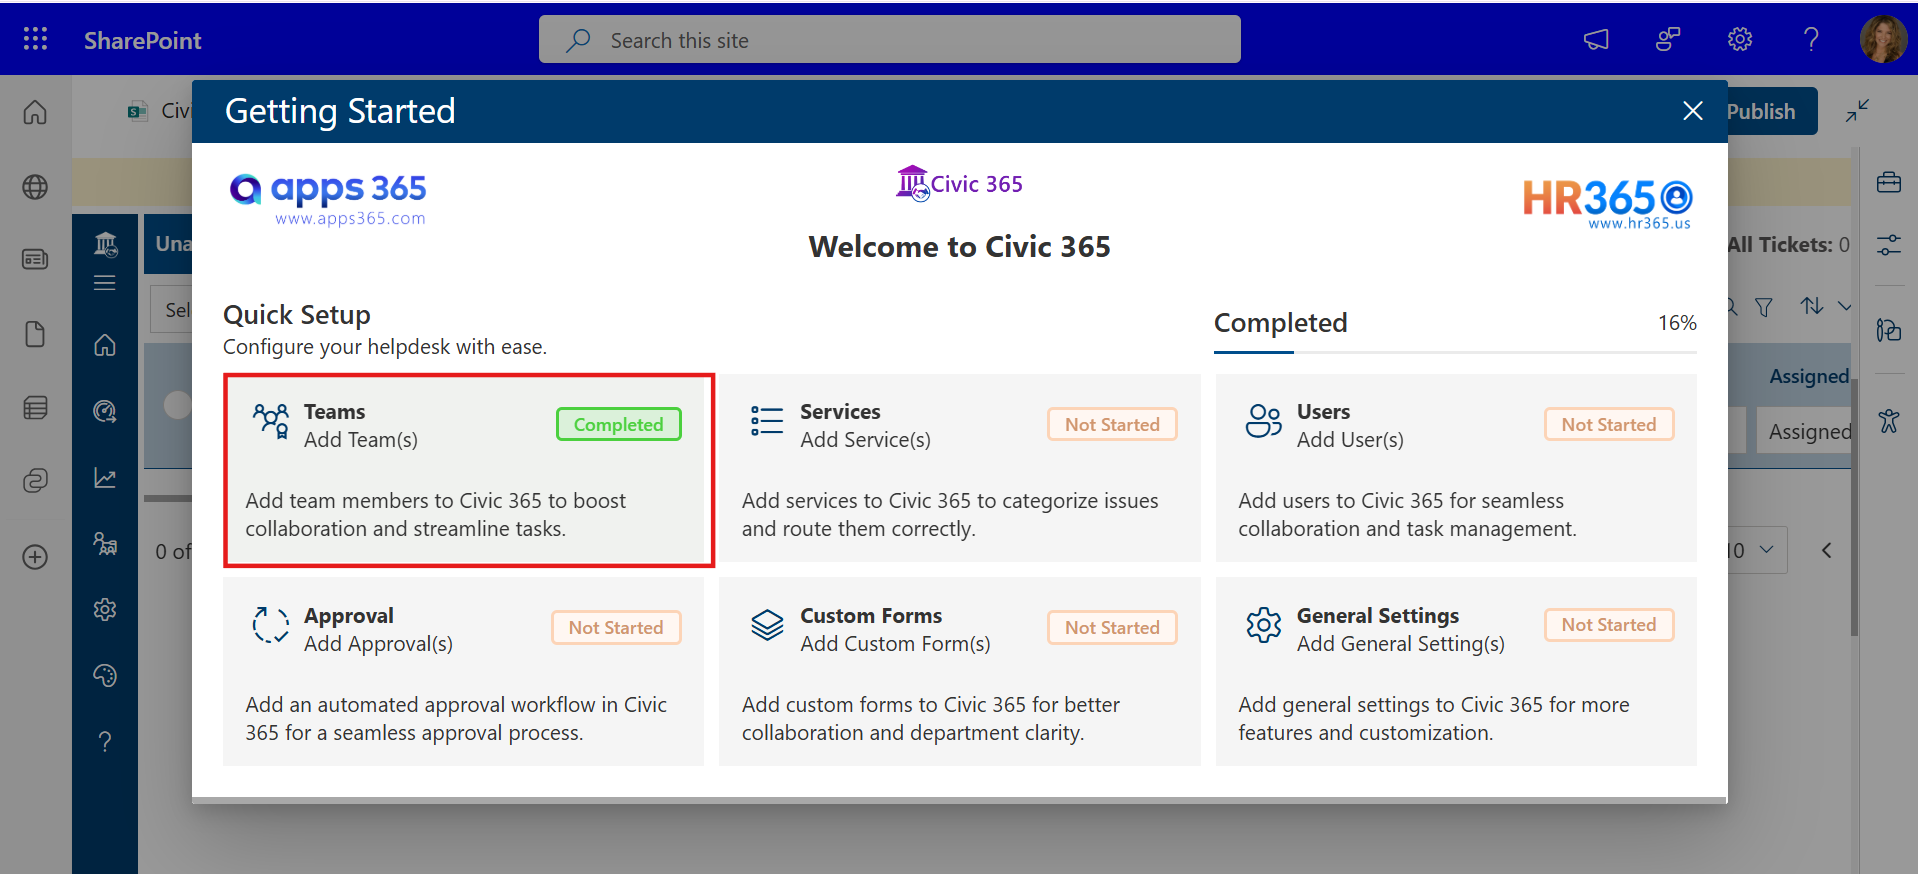 SharePoint
Search this site
Getting Started
Publish
apps 365
www.apps365.com
Civic 365
HR365
www.hr365.us
Welcome to Civic 365
All Tickets: 0
Quick Setup
Configure your helpdesk with ease.
Completed
16%
Teams
Add Team(s)
Completed
Add team members to Civic 365 to boost
collaboration and streamline tasks.
Services
Add Service(s)
Not Started
Add services to Civic 365 to categorize issues
and route them correctly.
Users
Add User(s)
Not Started
Add users to Civic 365 for seamless
collaboration and task management.
Assigned
Assigned
0 of
Approval
Add Approval(s)
Not Started
Add an automated approval workflow in Civic
365 for a seamless approval process.
Custom Forms
Add Custom Form(s)
Not Started
Add custom forms to Civic 365 for better
collaboration and department clarity.
General Settings
Add General Setting(s)
Not Started
Add general settings to Civic 365 for more
features and customization.